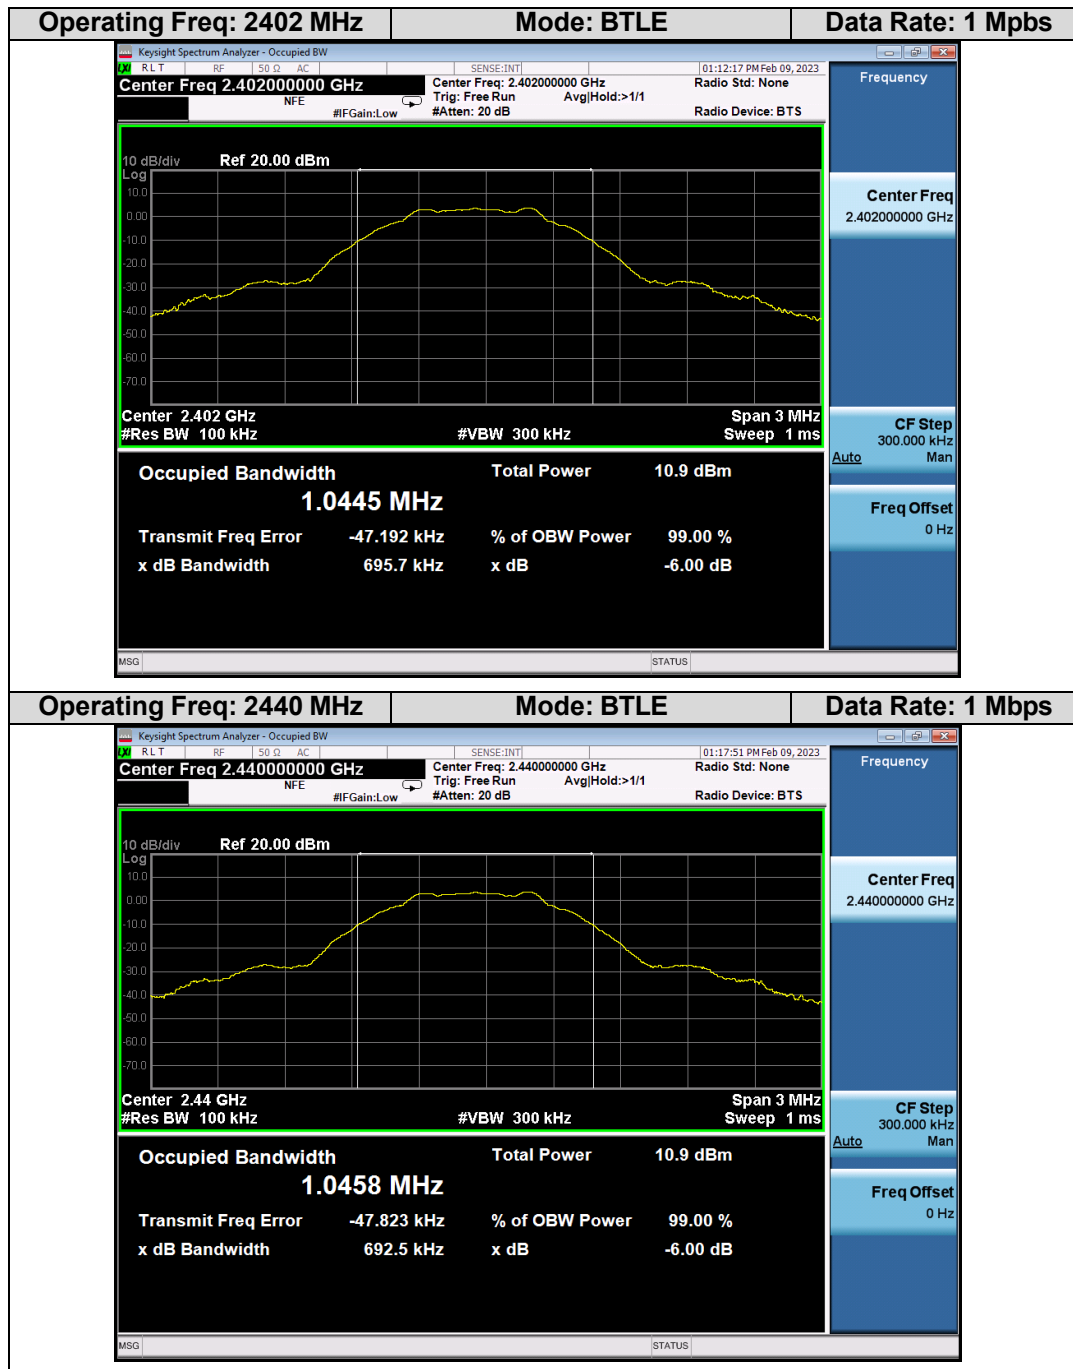 Operating Freq: 2402 MHz Mode: BTLE Data Rate: 1 Mpbs
Keysight Spectrum Analyzer - Occupied BW
LXI RLT RF 50 Ω AC SENSE:INT 01:12:17 PM Feb 09, 2023
Center Freq 2.402000000 GHz Center Freq: 2.402000000 GHz Radio Std: None Frequency
NFE Trig: Free Run Avg|Hold:>1/1
#IFGain:Low #Atten: 20 dB Radio Device: BTS
10 dB/div Ref 20.00 dBm
Log
10.0
0.00
-10.0
-20.0
-30.0
-40.0
-50.0
-60.0
-70.0
Center Freq
2.402000000 GHz
Center 2.402 GHz Span 3 MHz
#Res BW 100 kHz #VBW 300 kHz Sweep 1 ms
CF Step
300.000 kHz
Auto Man
Freq Offset
0 Hz
Occupied Bandwidth Total Power 10.9 dBm
1.0445 MHz
Transmit Freq Error -47.192 kHz % of OBW Power 99.00 %
x dB Bandwidth 695.7 kHz x dB -6.00 dB
MSG STATUS
Operating Freq: 2440 MHz Mode: BTLE Data Rate: 1 Mbps
Keysight Spectrum Analyzer - Occupied BW
LXI RLT RF 50 Ω AC SENSE:INT 01:17:51 PM Feb 09, 2023
Center Freq 2.440000000 GHz Center Freq: 2.440000000 GHz Radio Std: None Frequency
NFE Trig: Free Run Avg|Hold:>1/1
#IFGain:Low #Atten: 20 dB Radio Device: BTS
10 dB/div Ref 20.00 dBm
Log
10.0
0.00
-10.0
-20.0
-30.0
-40.0
-50.0
-60.0
-70.0
Center Freq
2.440000000 GHz
Center 2.44 GHz Span 3 MHz
#Res BW 100 kHz #VBW 300 kHz Sweep 1 ms
CF Step
300.000 kHz
Auto Man
Freq Offset
0 Hz
Occupied Bandwidth Total Power 10.9 dBm
1.0458 MHz
Transmit Freq Error -47.823 kHz % of OBW Power 99.00 %
x dB Bandwidth 692.5 kHz x dB -6.00 dB
MSG STATUS